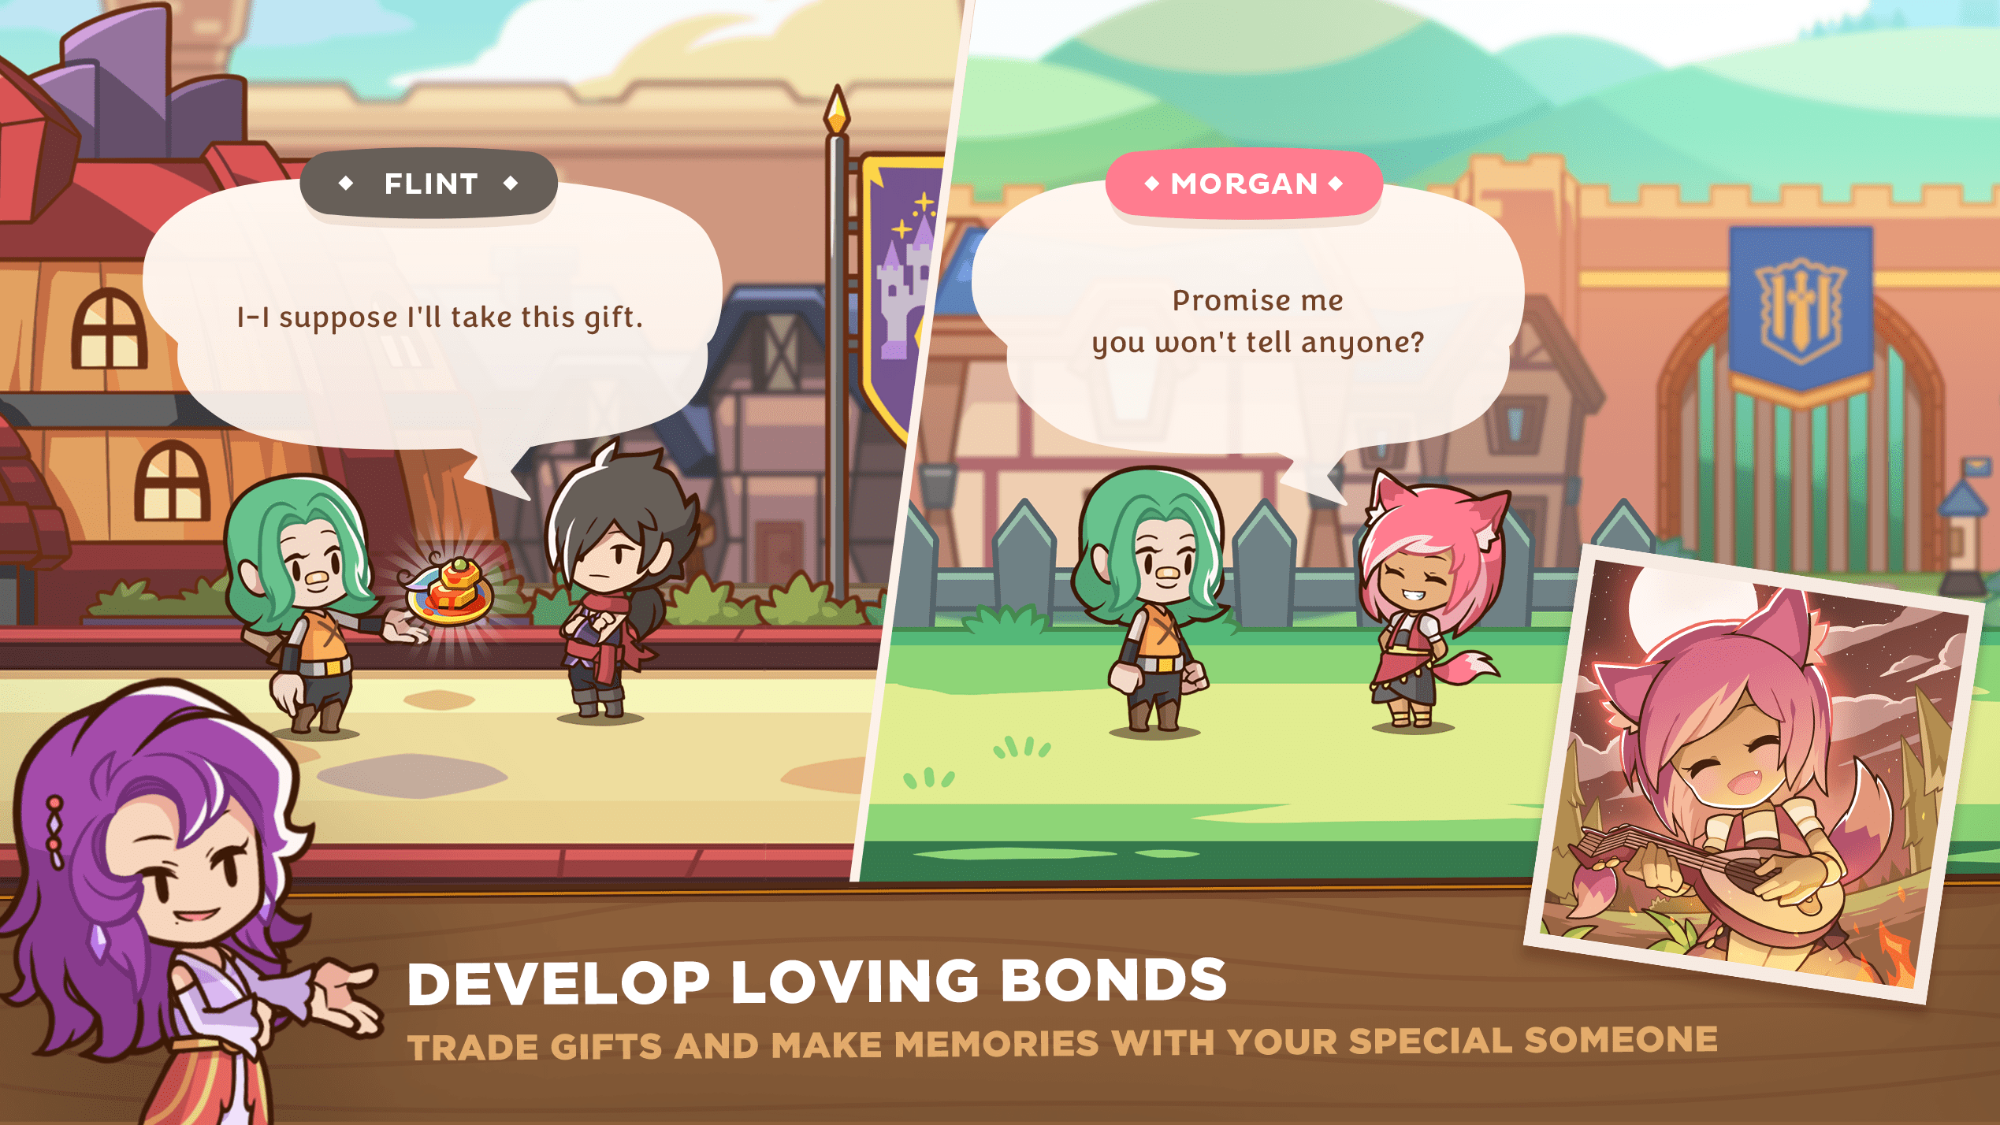 FLINT
I-I suppose I'll take this gift.
MORGAN
Promise me
you won't tell anyone?
DEVELOP LOVING BONDS
TRADE GIFTS AND MAKE MEMORIES WITH YOUR SPECIAL SOMEONE